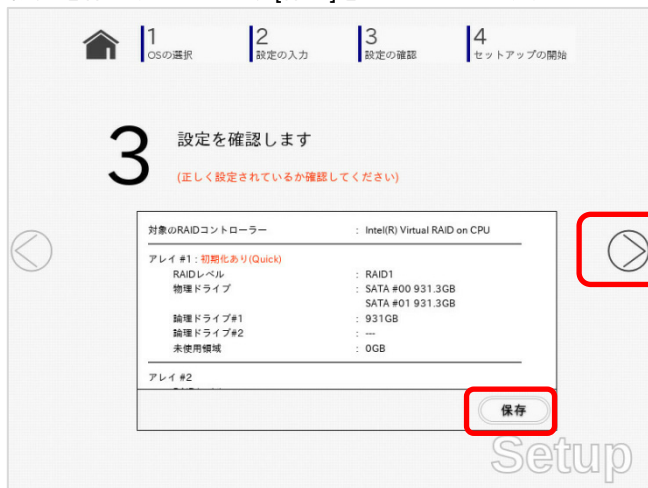 1
OSの選択
2
設定の入力
3
設定の確認
4
セットアップの開始
3
設定を確認します
(正しく設定されているか確認してください)
対象のRAIDコントローラー : Intel(R) Virtual RAID on CPU
アレイ #1 : 初期化あり(Quick)
RAIDレベル : RAID1
物理ドライブ : SATA #00 931.3GB
SATA #01 931.3GB
論理ドライブ#1 : 931GB
論理ドライブ#2 : ---
未使用領域 : 0GB
アレイ #2
保存
Setup